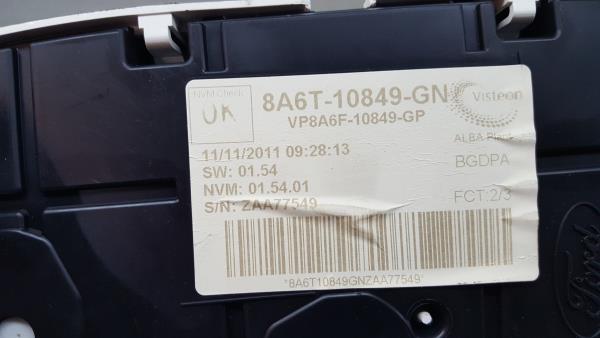 NVM Check
OK
8A6T-10849-GN
Visteon
VP8A6F-10849-GP
ALBA Plant
11/11/2011 09:28:13
BGDPA
SW: 01.54
NVM: 01.54.01
FCT:2/3
S/N: ZAA77549
*8A6T10849GNZAA77549*
Ford